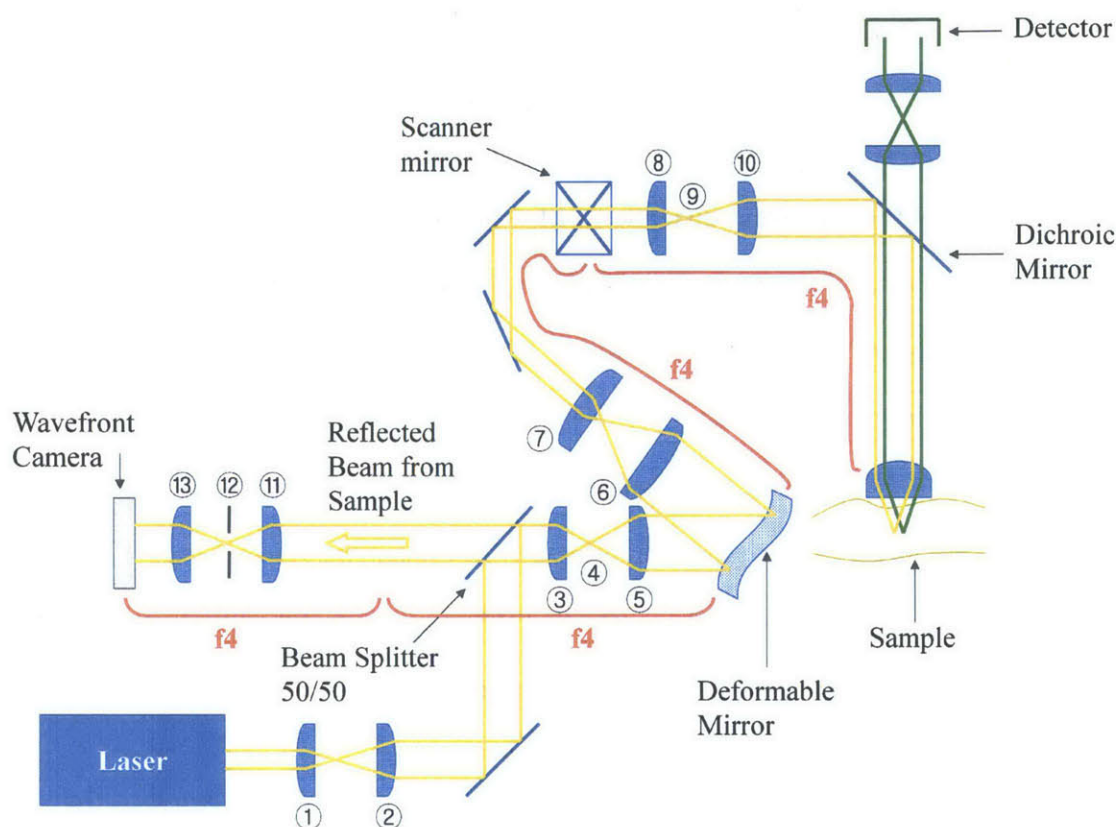 Detector
Scanner
mirror
⑧
⑩
⑨
Dichroic
Mirror
f4
f4
Wavefront
Camera
Reflected
Beam from
Sample
⑦
⑥
⑬
⑫
⑪
④
③
⑤
f4
f4
Sample
Beam Splitter
50/50
Deformable
Mirror
Laser
①
②